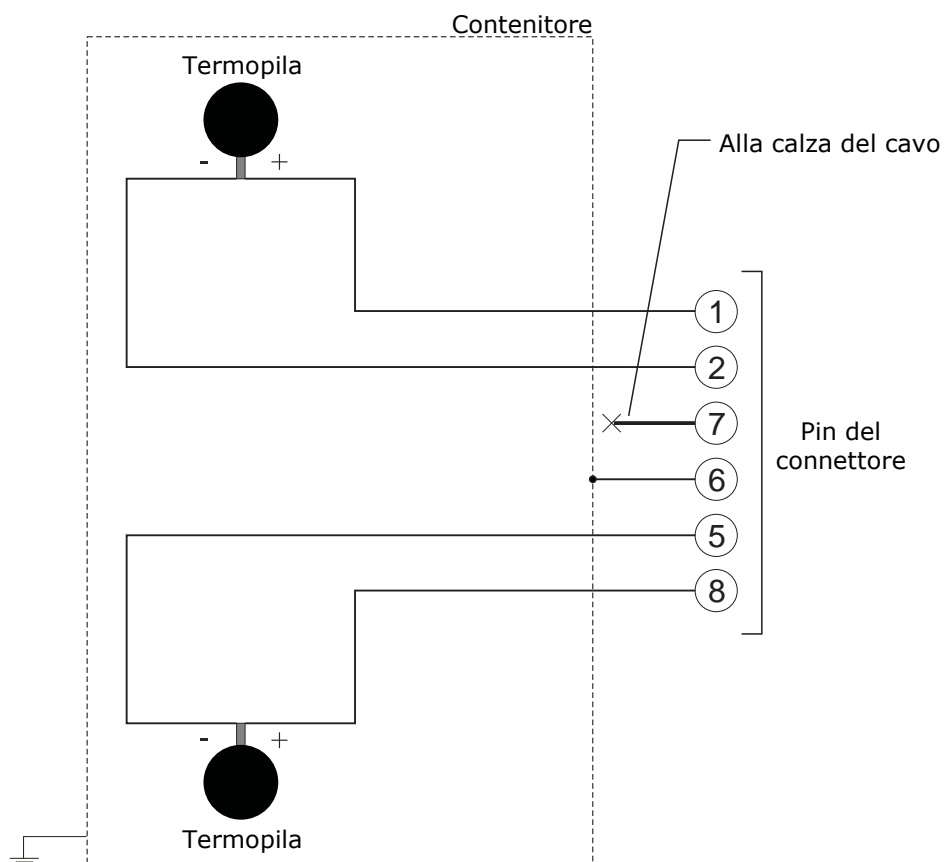 Contenitore
Termopila
- +
Alla calza del cavo
1
2
7
6
5
8
Pin del
connettore
- +
Termopila